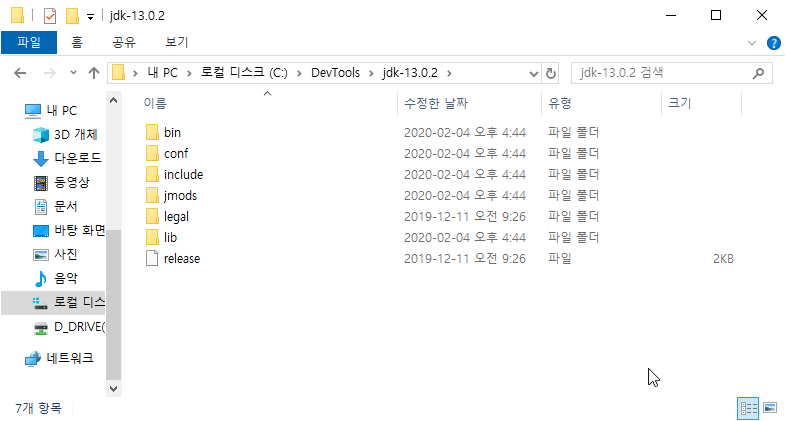 jdk-13.0.2
파일 홈 공유 보기
내 PC 로컬 디스크 (C:) DevTools jdk-13.0.2 jdk-13.0.2 검색
이름 수정한 날짜 유형 크기
내 PC
3D 개체
다운로드
동영상
문서
바탕 화면
사진
음악
로컬 디스
D_DRIVE(
네트워크
bin 2020-02-04 오후 4:44 파일 폴더
conf 2020-02-04 오후 4:44 파일 폴더
include 2020-02-04 오후 4:44 파일 폴더
jmods 2020-02-04 오후 4:44 파일 폴더
legal 2019-12-11 오전 9:26 파일 폴더
lib 2020-02-04 오후 4:44 파일 폴더
release 2019-12-11 오전 9:26 파일 2KB
7개 항목